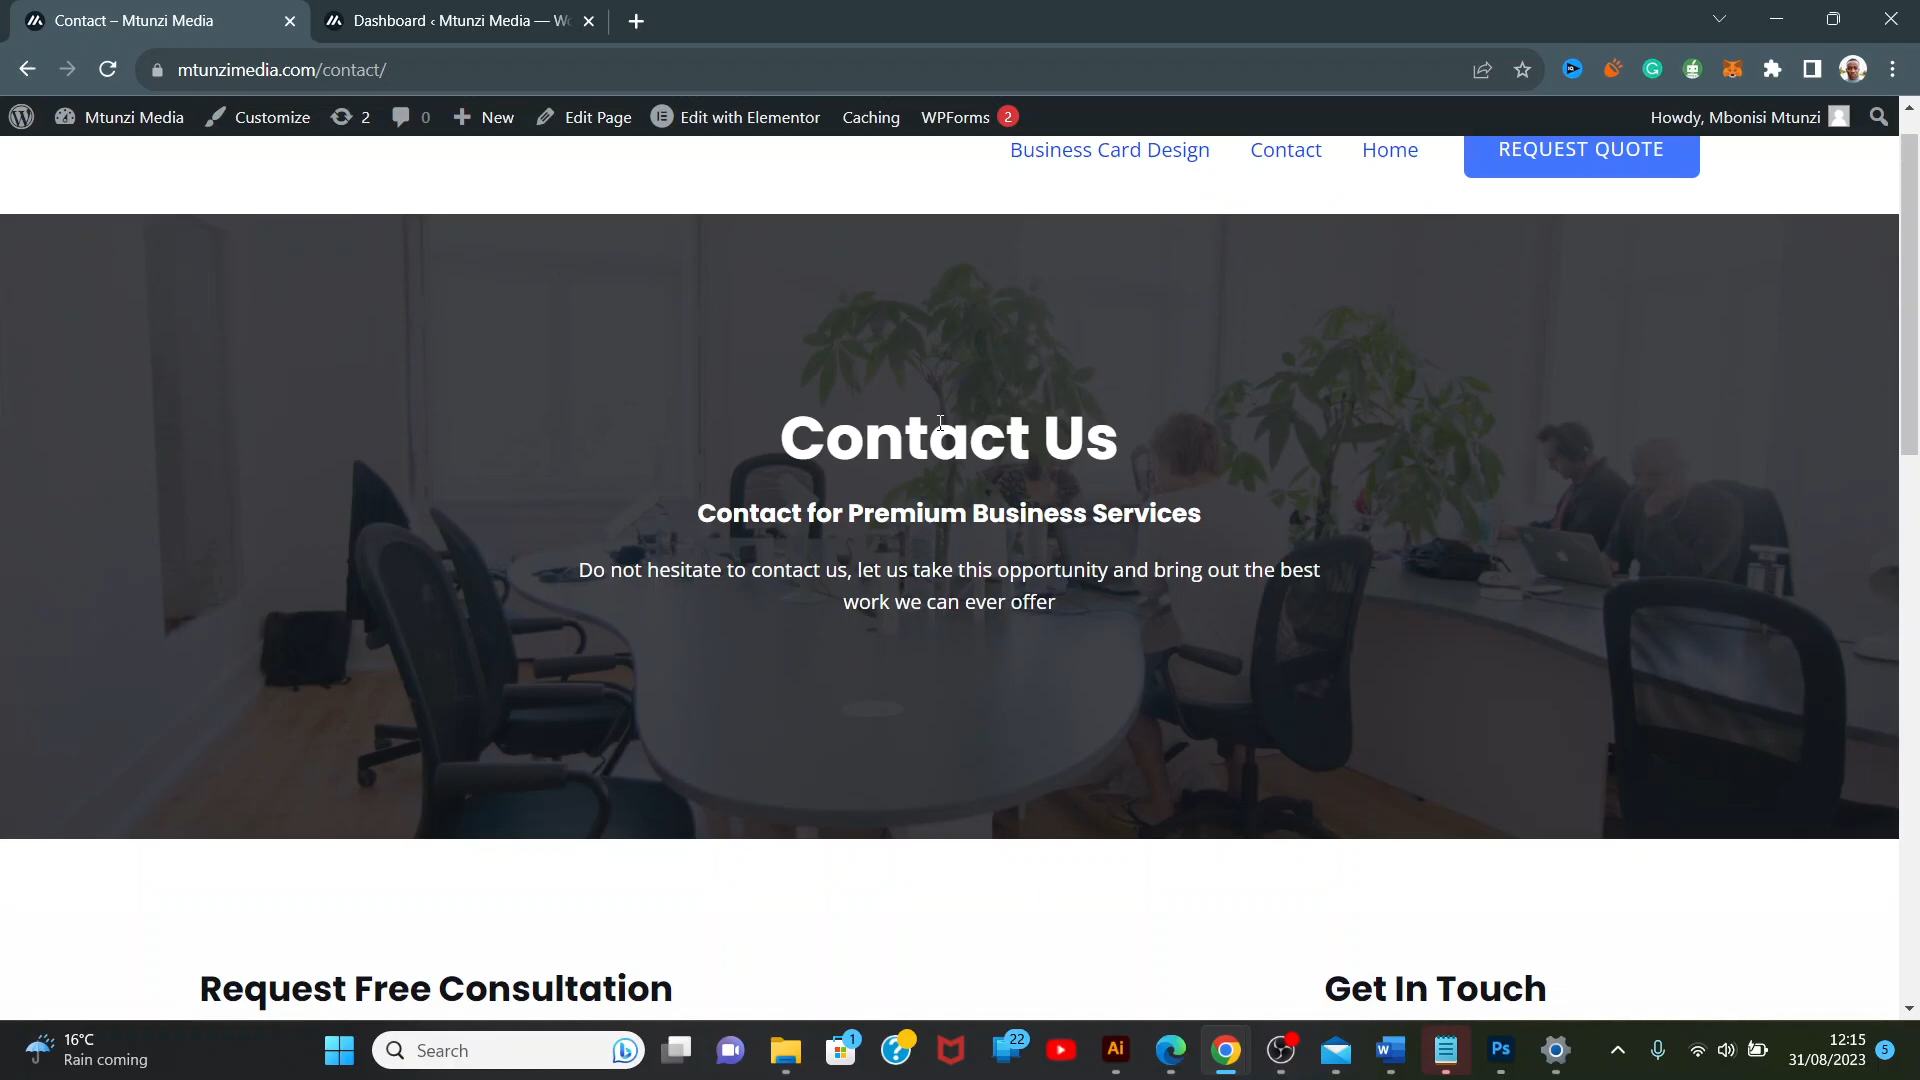 Contact – Mtunzi Media
Dashboard ‹ Mtunzi Media — Wo
mtunzimedia.com/contact/
Mtunzi Media
Customize
2
0
New
Edit Page
Edit with Elementor
Caching
WPForms 2
Howdy, Mbonisi Mtunzi
Business Card Design
Contact
Home
REQUEST QUOTE
Contact Us
Contact for Premium Business Services
Do not hesitate to contact us, let us take this opportunity and bring out the best
work we can ever offer
Request Free Consultation
Get In Touch
16°C
Rain coming
Search
1
22
Ai
Ps
12:15
31/08/2023
5